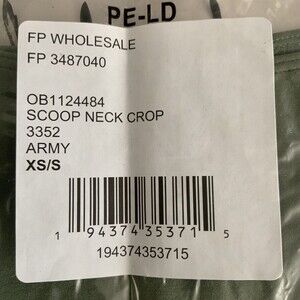 PE-LD
FP WHOLESALE
FP 3487040
OB1124484
SCOOP NECK CROP
3352
ARMY
XS/S
1 94374 35371 5
194374353715